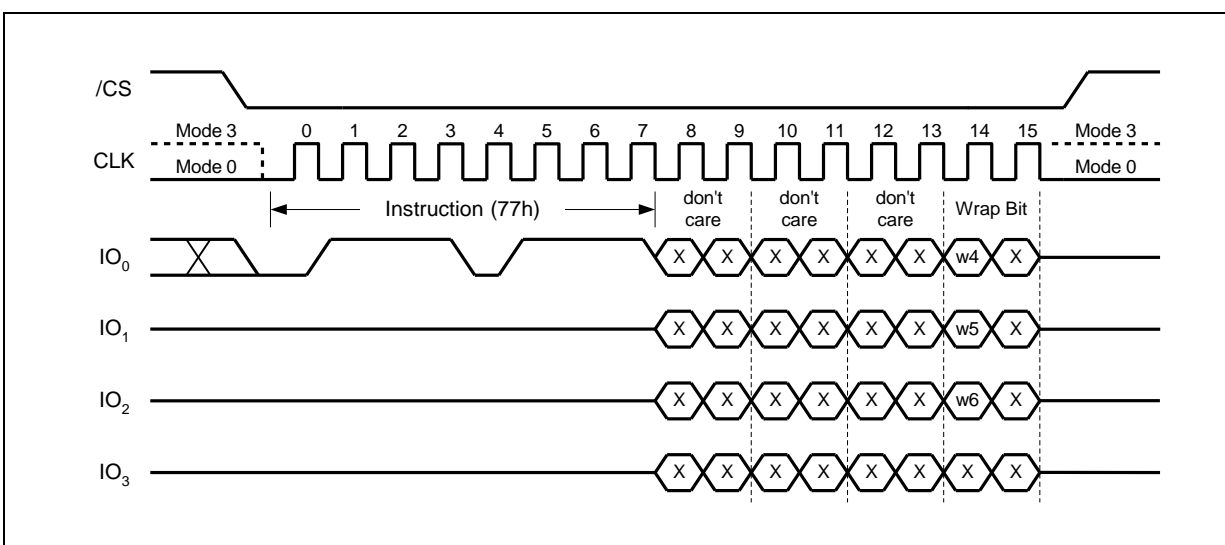 /CS
Mode 3 0 1 2 3 4 5 6 7 8 9 10 11 12 13 14 15 Mode 3
CLK
Mode 0 Mode 0
Instruction (77h) don't care don't care don't care Wrap Bit
IO0 X X X X X X w4 X
IO1 X X X X X X w5 X
IO2 X X X X X X w6 X
IO3 X X X X X X X X